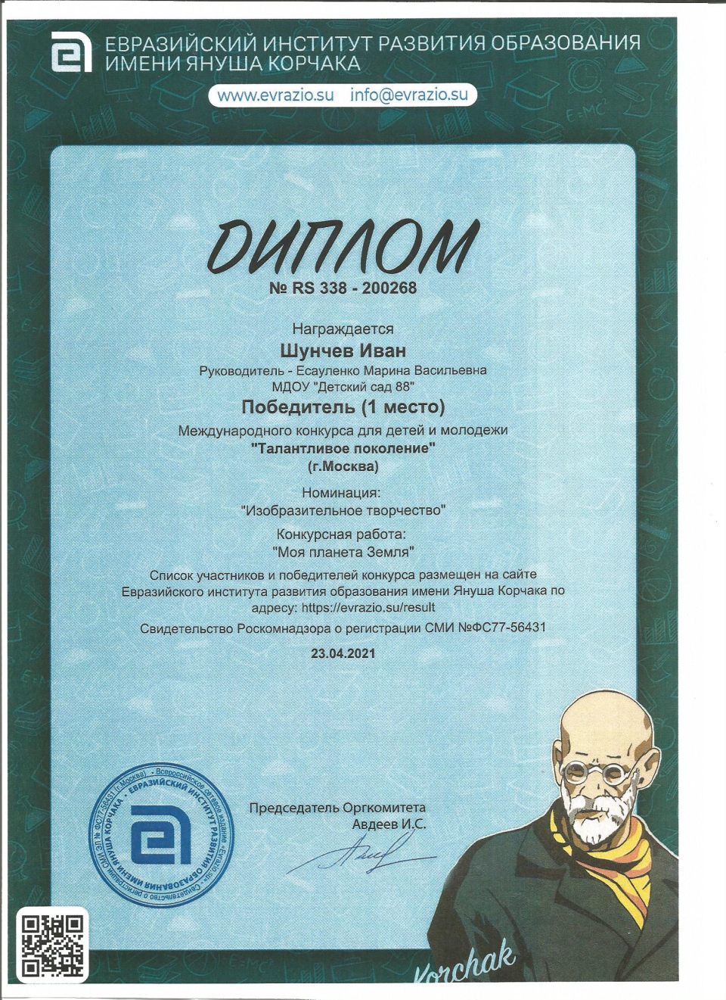 ЕВРАЗИЙСКИЙ ИНСТИТУТ РАЗВИТИЯ ОБРАЗОВАНИЯ
ИМЕНИ ЯНУША КОРЧАКА
www.evrazio.su info@evrazio.su
ДИПЛОМ
№ RS 338 - 200268
Награждается
Шунчев Иван
Руководитель - Есауленко Марина Васильевна
МДОУ "Детский сад 88"
Победитель (1 место)
Международного конкурса для детей и молодежи
"Талантливое поколение"
(г.Москва)
Номинация:
"Изобразительное творчество"
Конкурсная работа:
"Моя планета Земля"
Список участников и победителей конкурса размещен на сайте
Евразийского института развития образования имени Януша Корчака по
адресу: https://evrazio.su/result
Свидетельство Роскомнадзора о регистрации СМИ №ФС77-56431
23.04.2021
Председатель Оргкомитета
Авдеев И.С.
• Всероссийское сетевое издание «Evrazio.su» • Свидетельство о регистрации СМИ ЭЛ № ФС77-56431 (г.Москва)
• ЕВРАЗИЙСКИЙ ИНСТИТУТ РАЗВИТИЯ ОБРАЗОВАНИЯ ИМЕНИ ЯНУША КОРЧАКА
Korchak